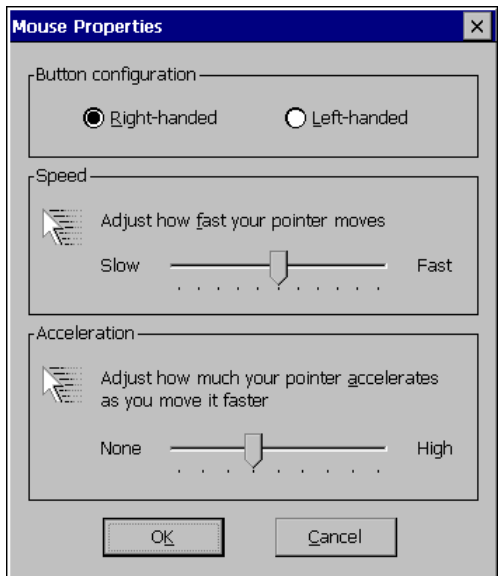 Mouse Properties
Button configuration
Right-handed
Left-handed
Speed
Adjust how fast your pointer moves
Slow
Fast
Acceleration
Adjust how much your pointer accelerates
as you move it faster
None
High
OK
Cancel